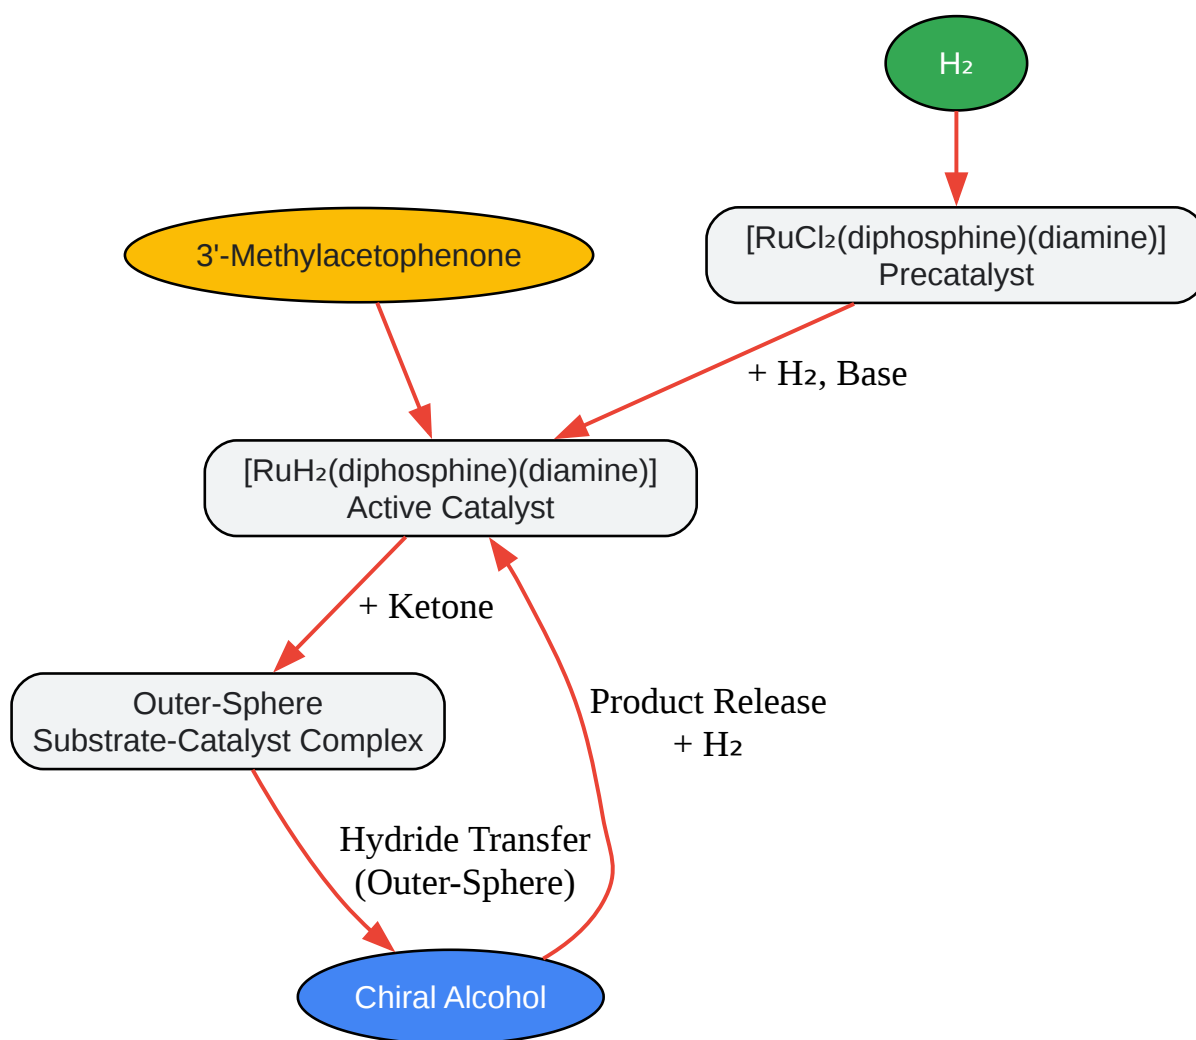 H₂
[RuCl₂(diphosphine)(diamine)]
Precatalyst
3'-Methylacetophenone
+ H₂, Base
[RuH₂(diphosphine)(diamine)]
Active Catalyst
+ Ketone
Outer-Sphere
Substrate-Catalyst Complex
Product Release
+ H₂
Hydride Transfer
(Outer-Sphere)
Chiral Alcohol